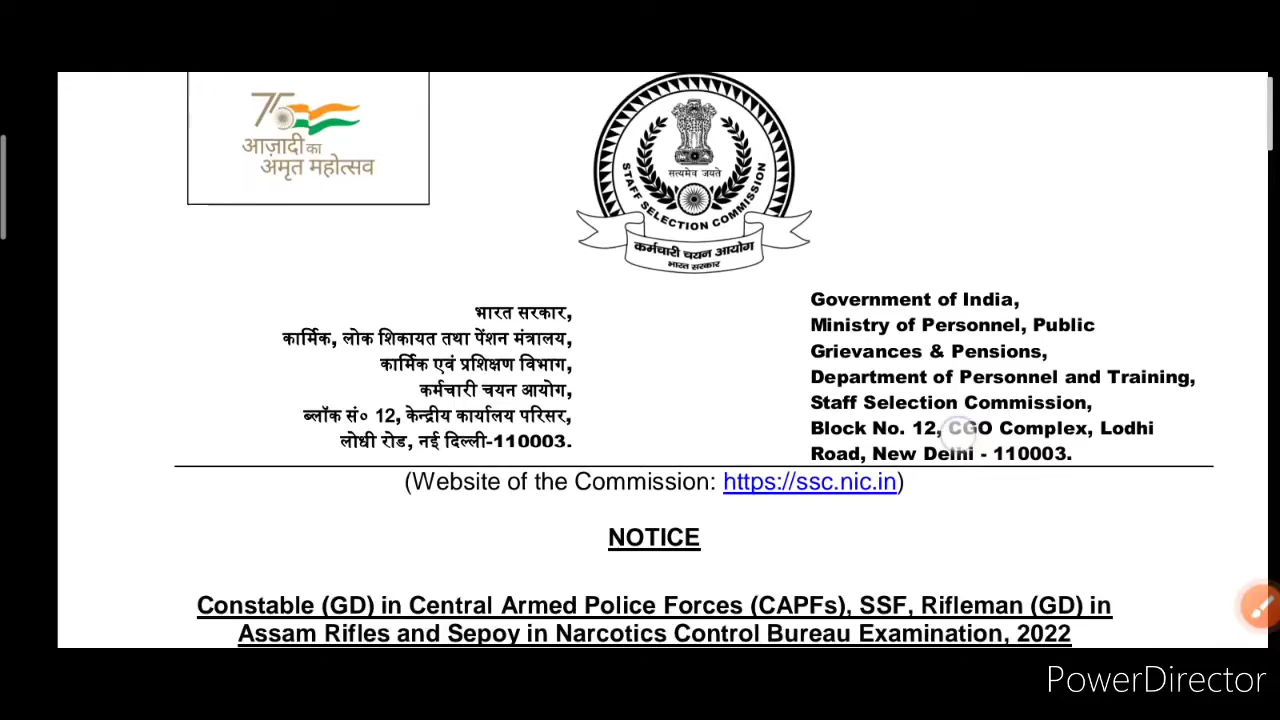 75
आज़ादी का
अमृत महोत्सव
सत्यमेव जयते
STAFF SELECTION COMMISSION
कर्मचारी चयन आयोग
भारत सरकार
भारत सरकार,
कार्मिक, लोक शिकायत तथा पेंशन मंत्रालय,
कार्मिक एवं प्रशिक्षण विभाग,
कर्मचारी चयन आयोग,
ब्लॉक सं० 12, केन्द्रीय कार्यालय परिसर,
लोधी रोड, नई दिल्ली-110003.
Government of India,
Ministry of Personnel, Public
Grievances & Pensions,
Department of Personnel and Training,
Staff Selection Commission,
Block No. 12, CGO Complex, Lodhi
Road, New Delhi - 110003.
(Website of the Commission: https://ssc.nic.in)
NOTICE
Constable (GD) in Central Armed Police Forces (CAPFs), SSF, Rifleman (GD) in
Assam Rifles and Sepoy in Narcotics Control Bureau Examination, 2022
PowerDirector